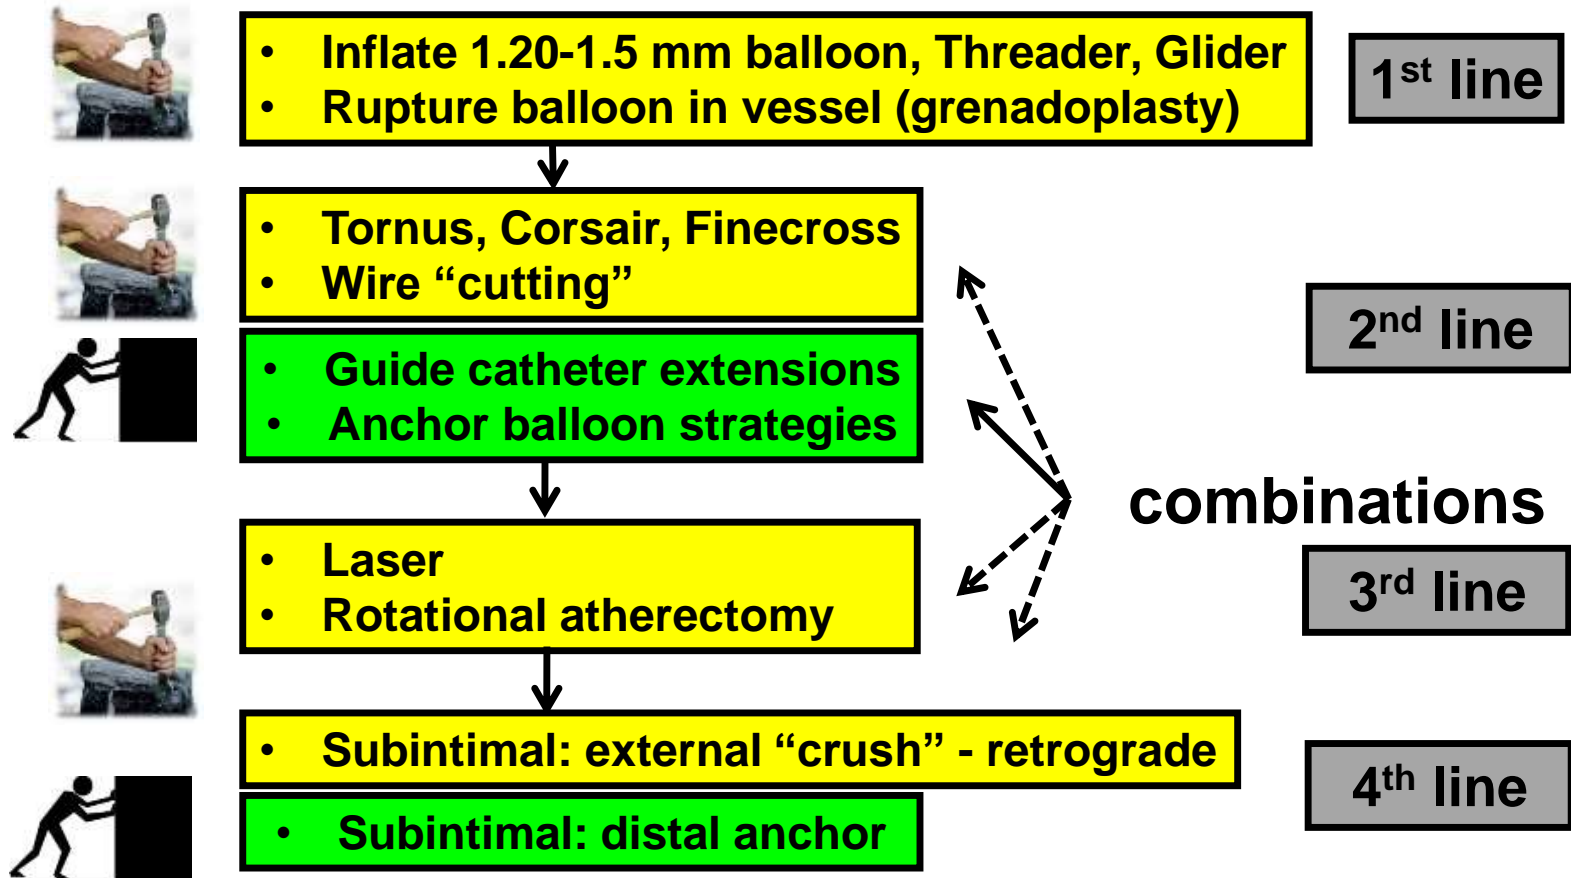 • Inflate 1.20-1.5 mm balloon, Threader, Glider
• Rupture balloon in vessel (grenadoplasty)
1st line
• Tornus, Corsair, Finecross
• Wire “cutting”
2nd line
• Guide catheter extensions
• Anchor balloon strategies
combinations
• Laser
• Rotational atherectomy
3rd line
• Subintimal: external “crush” - retrograde
4th line
• Subintimal: distal anchor